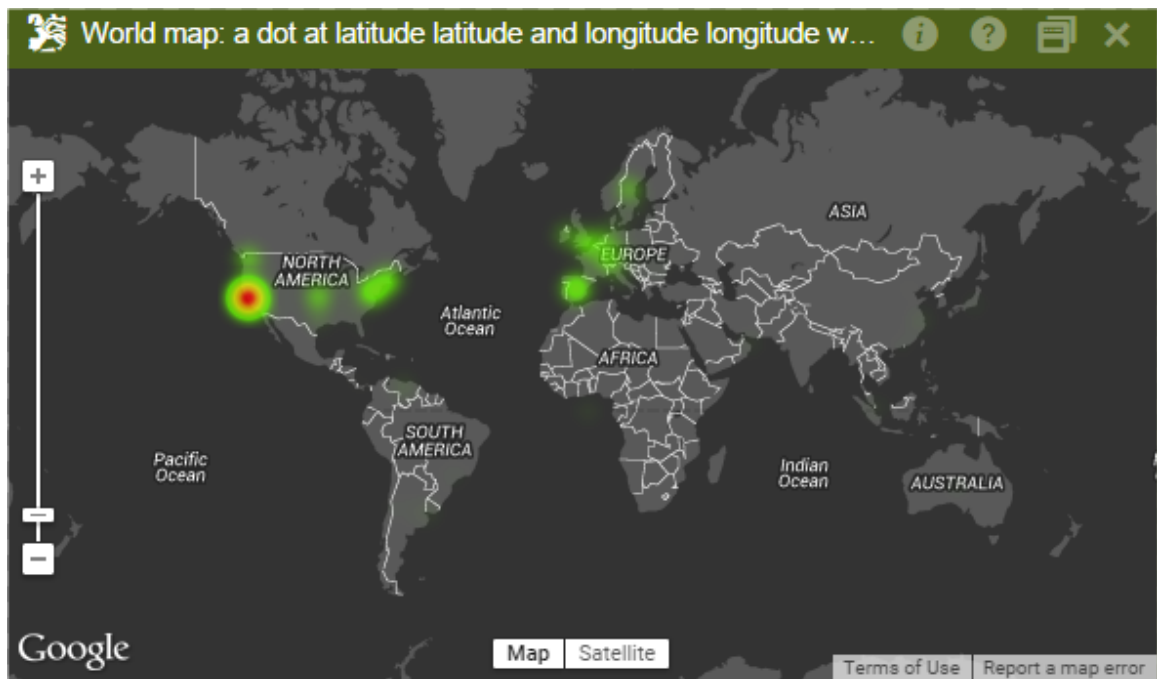 World map: a dot at latitude latitude and longitude longitude w...
ASIA
NORTH
AMERICA
EUROPE
Atlantic
Ocean
AFRICA
SOUTH
AMERICA
Pacific
Ocean
Indian
Ocean
AUSTRALIA
Google
Map Satellite
Terms of Use Report a map error